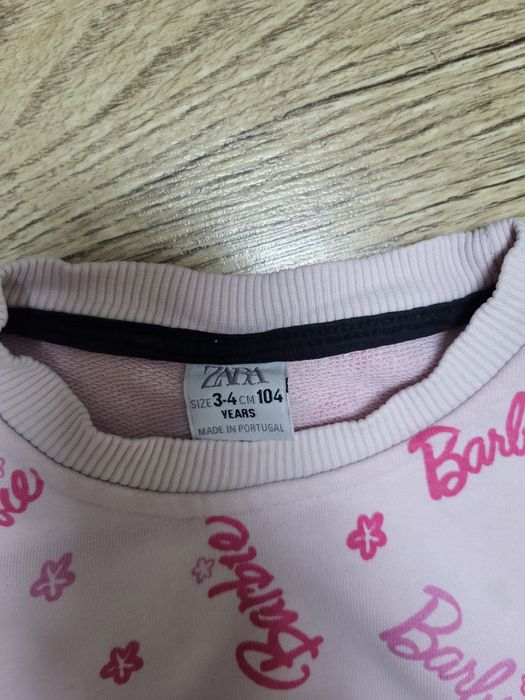 ZARA
SIZE 3-4 CM 104
YEARS
MADE IN PORTUGAL
Barbie
Barbie